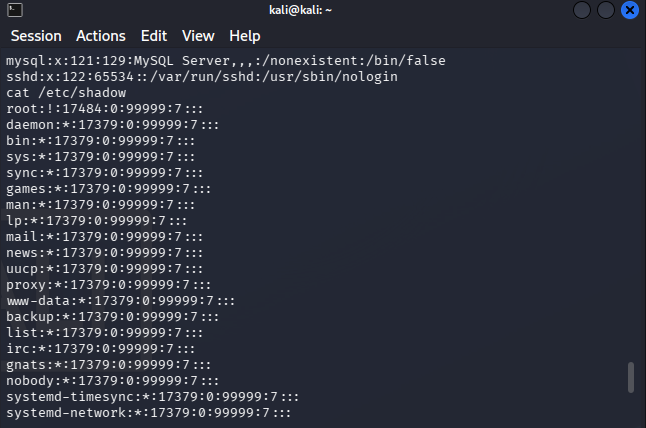 kali@kali: ~
Session Actions Edit View Help
mysql:x:121:129:MySQL Server,,,:/nonexistent:/bin/false
sshd:x:122:65534::/var/run/sshd:/usr/sbin/nologin
cat /etc/shadow
root:!:17484:0:99999:7:::
daemon:*:17379:0:99999:7:::
bin:*:17379:0:99999:7:::
sys:*:17379:0:99999:7:::
sync:*:17379:0:99999:7:::
games:*:17379:0:99999:7:::
man:*:17379:0:99999:7:::
lp:*:17379:0:99999:7:::
mail:*:17379:0:99999:7:::
news:*:17379:0:99999:7:::
uucp:*:17379:0:99999:7:::
proxy:*:17379:0:99999:7:::
www-data:*:17379:0:99999:7:::
backup:*:17379:0:99999:7:::
list:*:17379:0:99999:7:::
irc:*:17379:0:99999:7:::
gnats:*:17379:0:99999:7:::
nobody:*:17379:0:99999:7:::
systemd-timesync:*:17379:0:99999:7:::
systemd-network:*:17379:0:99999:7:::